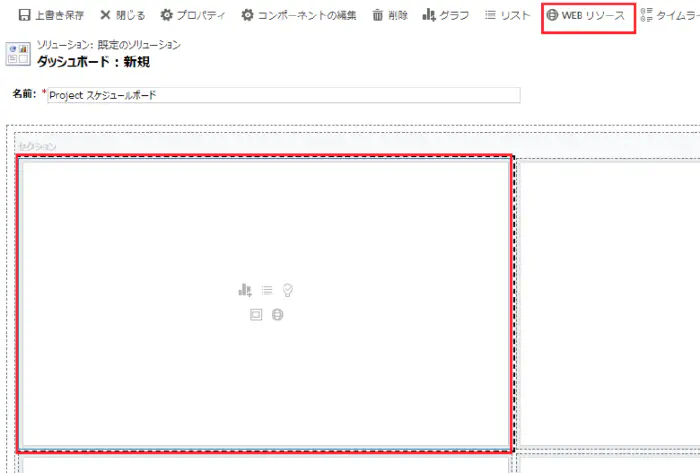 上書き保存 閉じる プロパティ コンポーネントの編集 削除 グラフ リスト WEB リソース タイムラ
ソリューション: 既定のソリューション
ダッシュボード : 新規
名前: * Project スケジュールボード
セクション